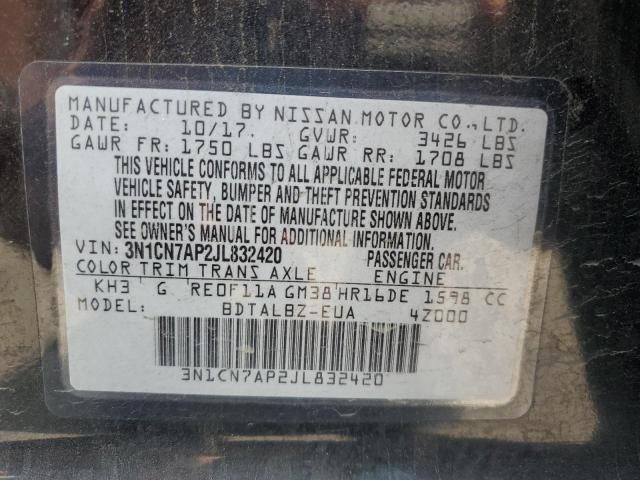 MANUFACTURED BY NISSAN MOTOR CO., LTD.
DATE: 10/17. GVWR: 3426 LBS
GAWR FR: 1750 LBS GAWR RR: 1708 LBS
THIS VEHICLE CONFORMS TO ALL APPLICABLE FEDERAL MOTOR
VEHICLE SAFETY, BUMPER AND THEFT PREVENTION STANDARDS
IN EFFECT ON THE DATE OF MANUFACTURE SHOWN ABOVE.
SEE OWNER'S MANUAL FOR ADDITIONAL INFORMATION.
VIN: 3N1CN7AP2JL832420 PASSENGER CAR.
COLOR TRIM TRANS AXLE ENGINE
KH3 G RE0F11A GM38 HR16DE 1598 CC
MODEL: BDTALBZ-EUA 4Z000
3N1CN7AP2JL832420